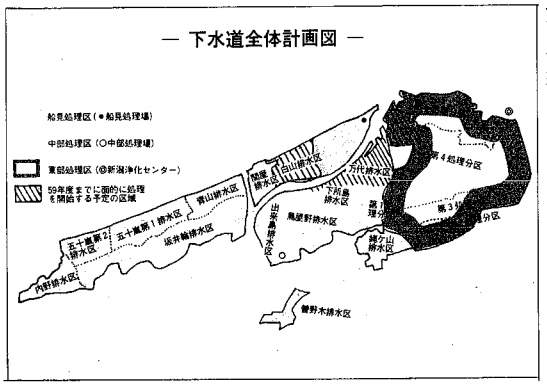 ― 下水道全体計画図 ―
船見処理区(●船見処理場)
中部処理区(○中部処理場)
東部処理区(◎新潟浄化センター)
59年度までに面的に処理
を開始する予定の区域
関屋
排水区
白山排水区
万代排水区
第4処理分区
下所島
排水区
第1
理分
第3
理分区
青山排水区
出来島排水区
鳥屋野排水区
五十嵐第2
排水区
五十嵐第1排水区
坂井輪排水区
排水区
内野排水区
曽野木排水区